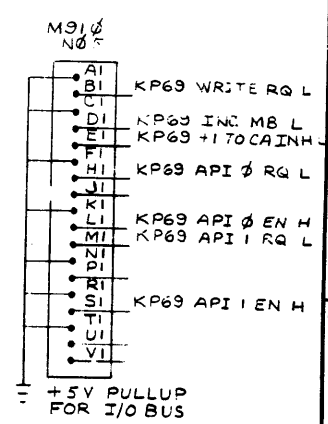 M91Ø
NØ5
A1
B1
KP69 WRITE RQ L
C1
D1
KP69 INC MB L
E1
KP69 +1 TO CA INH L
F1
H1
KP69 API Ø RQ L
J1
K1
L1
KP69 API Ø EN H
M1
KP69 API 1 RQ L
N1
P1
R1
S1
KP69 API 1 EN H
T1
U1
V1
+5V PULLUP
FOR I/O BUS